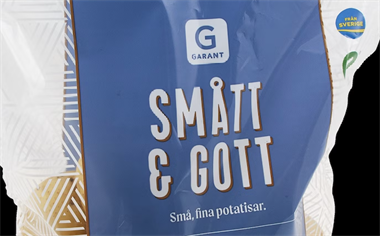 G
GARANT
FRÅN
SVERIGE
SMÅTT
& GOTT
Små, fina potatisar.